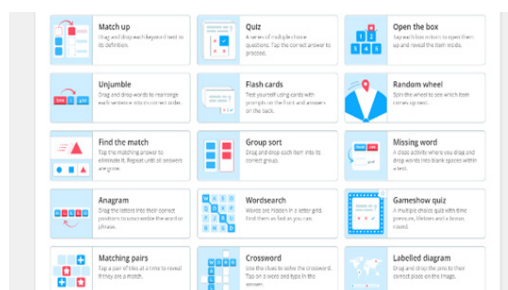 Match up
Drag and drop each keyword next to
its definition.
Quiz
A series of multiple choice
questions. Tap the correct answer to
proceed.
Open the box
Tap each box in turn to open them
up and reveal the item inside.
Unjumble
Drag and drop words to rearrange
each sentence into its correct order.
Flash cards
Test yourself using cards with
prompts on the front and answers
on the back.
Random wheel
Spin the wheel to see which item
comes up next.
Find the match
Tap the matching answer to
eliminate it. Repeat until all answers
are gone.
Group sort
Drag and drop each item into its
correct group.
Missing word
A cloze activity where you drag and
drop words into blank spaces within
a text.
Anagram
Drag the letters into their correct
positions to unscramble the word or
phrase.
Wordsearch
Words are hidden in a letter grid.
Find them as fast as you can.
Gameshow quiz
A multiple choice quiz with time
pressure, lifelines and a bonus
round.
Matching pairs
Tap a pair of tiles at a time to reveal
if they are a match.
Crossword
Use the clues to solve the crossword.
Tap on a word and type in the
answer.
Labelled diagram
Drag and drop the pins to their
correct place on the image.